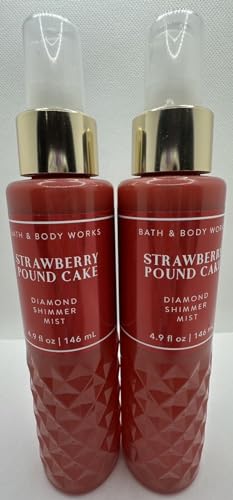 BATH & BODY WORKS
STRAWBERRY
POUND CAKE
DIAMOND
SHIMMER
MIST
4.9 fl oz | 146 mL
BATH & BODY WORKS
STRAWBERRY
POUND CAKE
DIAMOND
SHIMMER
MIST
4.9 fl oz | 146 mL